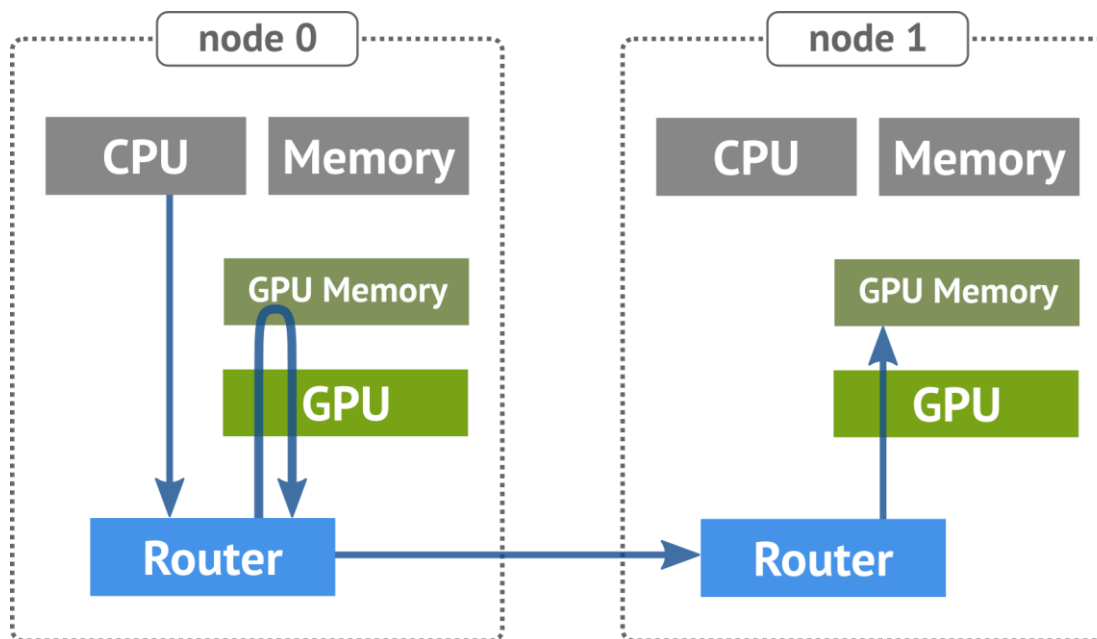 node 0
CPU
Memory
GPU Memory
GPU
Router
node 1
CPU
Memory
GPU Memory
GPU
Router